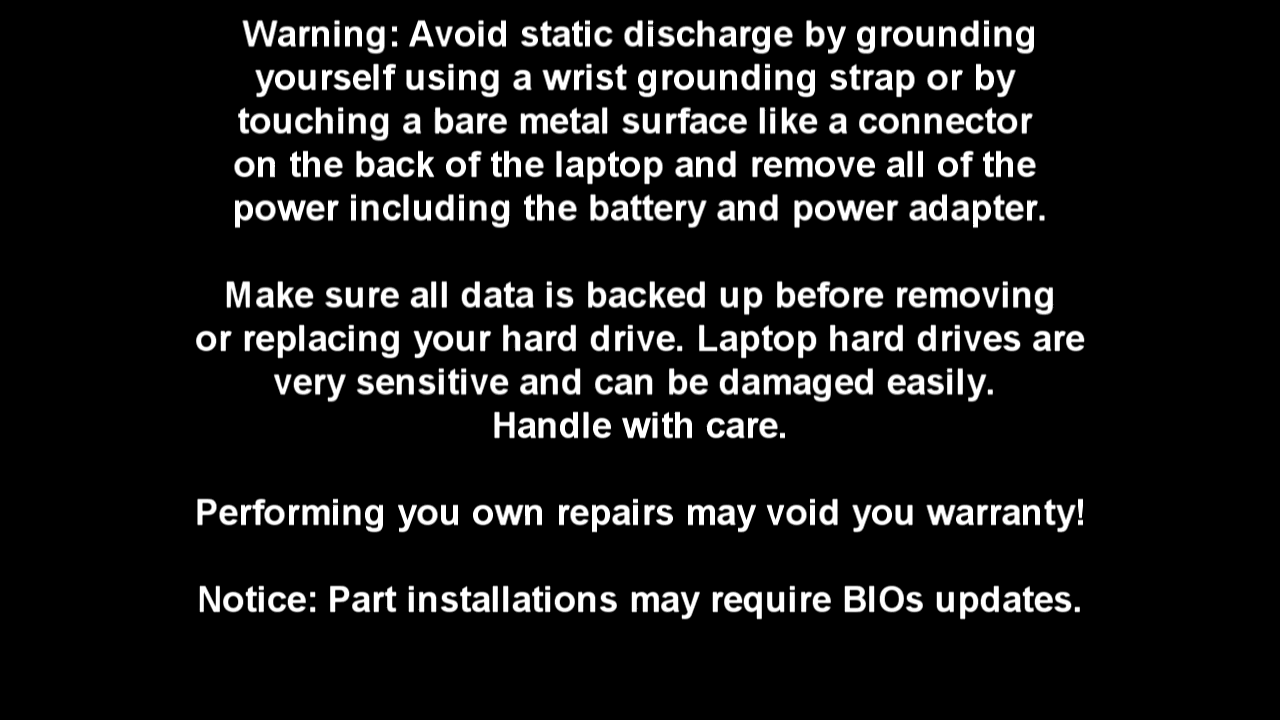 Warning: Avoid static discharge by grounding
yourself using a wrist grounding strap or by
touching a bare metal surface like a connector
on the back of the laptop and remove all of the
power including the battery and power adapter.
Make sure all data is backed up before removing
or replacing your hard drive. Laptop hard drives are
very sensitive and can be damaged easily.
Handle with care.
Performing you own repairs may void you warranty!
Notice: Part installations may require BIOs updates.